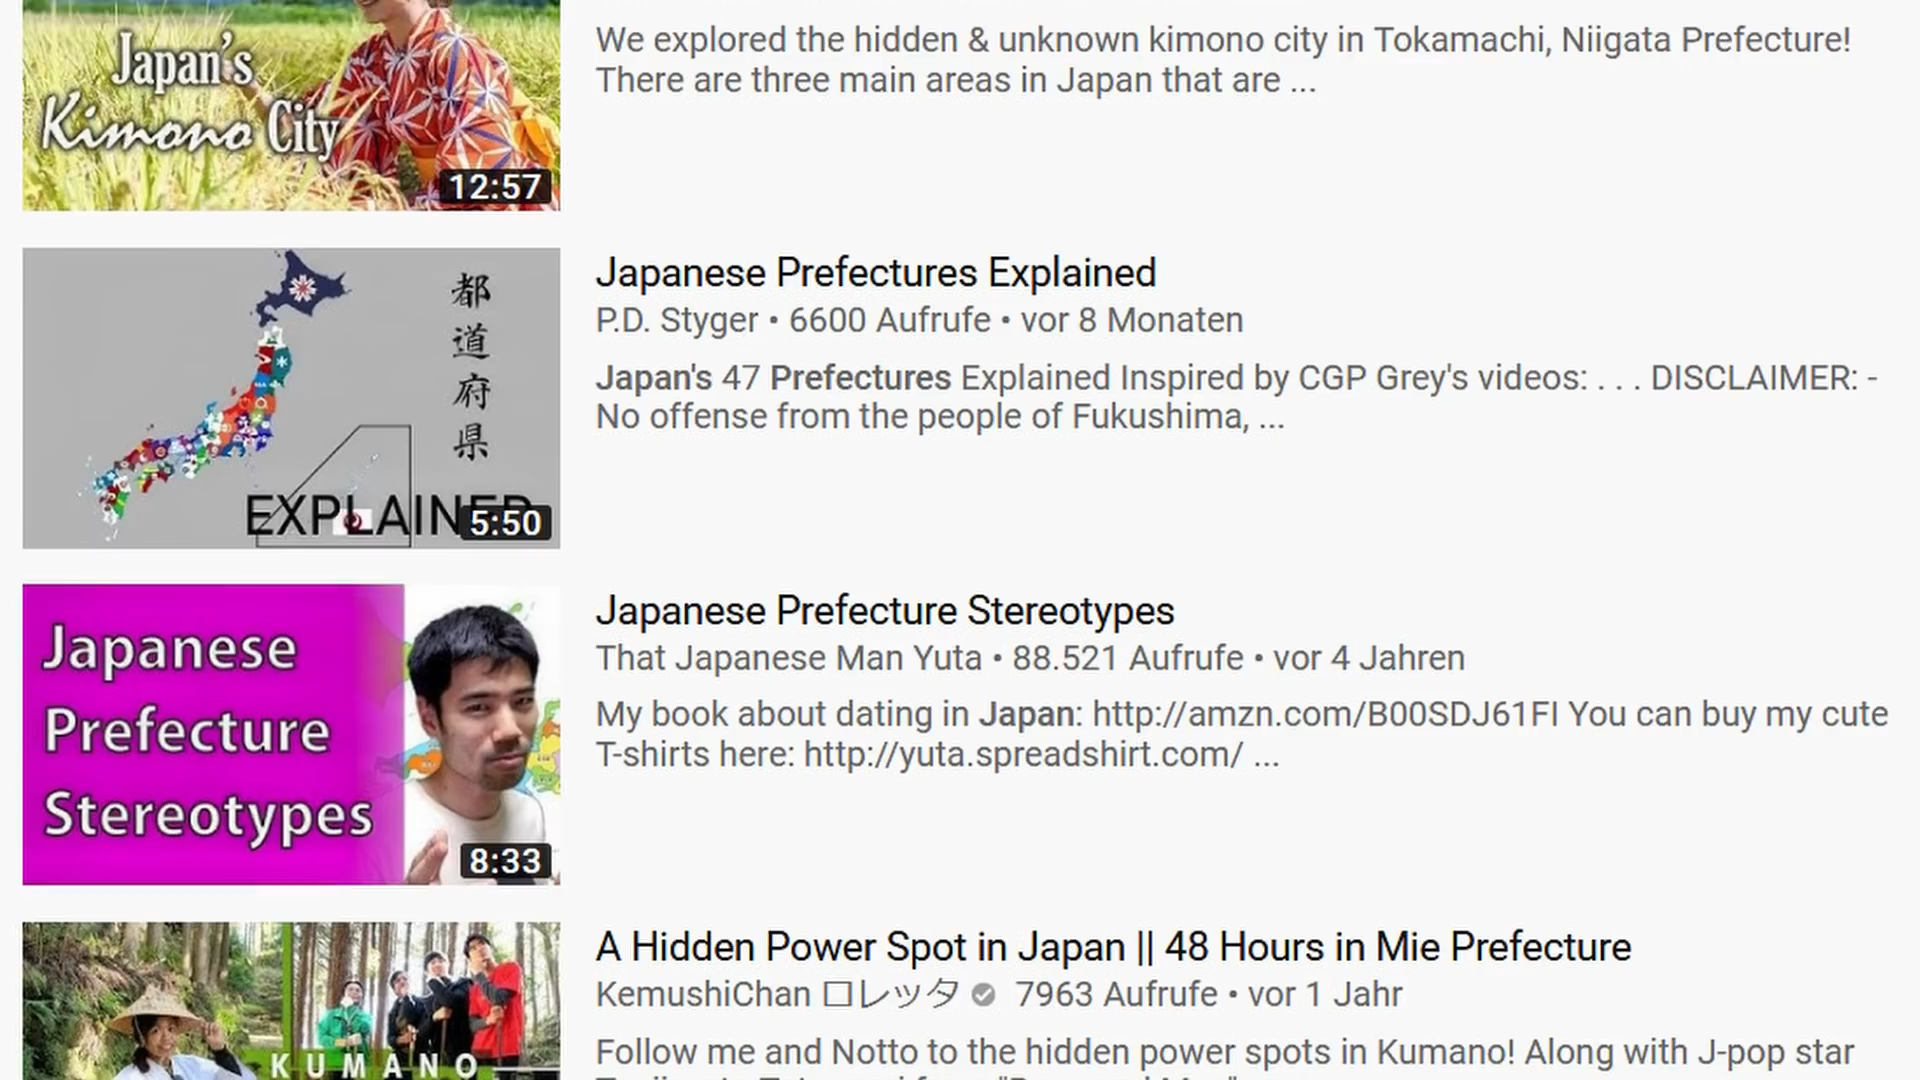 Japan's
Kimono City
12:57
We explored the hidden & unknown kimono city in Tokamachi, Niigata Prefecture!
There are three main areas in Japan that are ...
都
道
府
県
EXPLAINED
5:50
Japanese Prefectures Explained
P.D. Styger • 6600 Aufrufe • vor 8 Monaten
Japan's 47 Prefectures Explained Inspired by CGP Grey's videos: . . . DISCLAIMER: -
No offense from the people of Fukushima, ...
Japanese
Prefecture
Stereotypes
8:33
Japanese Prefecture Stereotypes
That Japanese Man Yuta • 88.521 Aufrufe • vor 4 Jahren
My book about dating in Japan: http://amzn.com/B00SDJ61FI You can buy my cute
T-shirts here: http://yuta.spreadshirt.com/ ...
KUMANO
A Hidden Power Spot in Japan || 48 Hours in Mie Prefecture
KemushiChan ロレッタ 7963 Aufrufe • vor 1 Jahr
Follow me and Notto to the hidden power spots in Kumano! Along with J-pop star